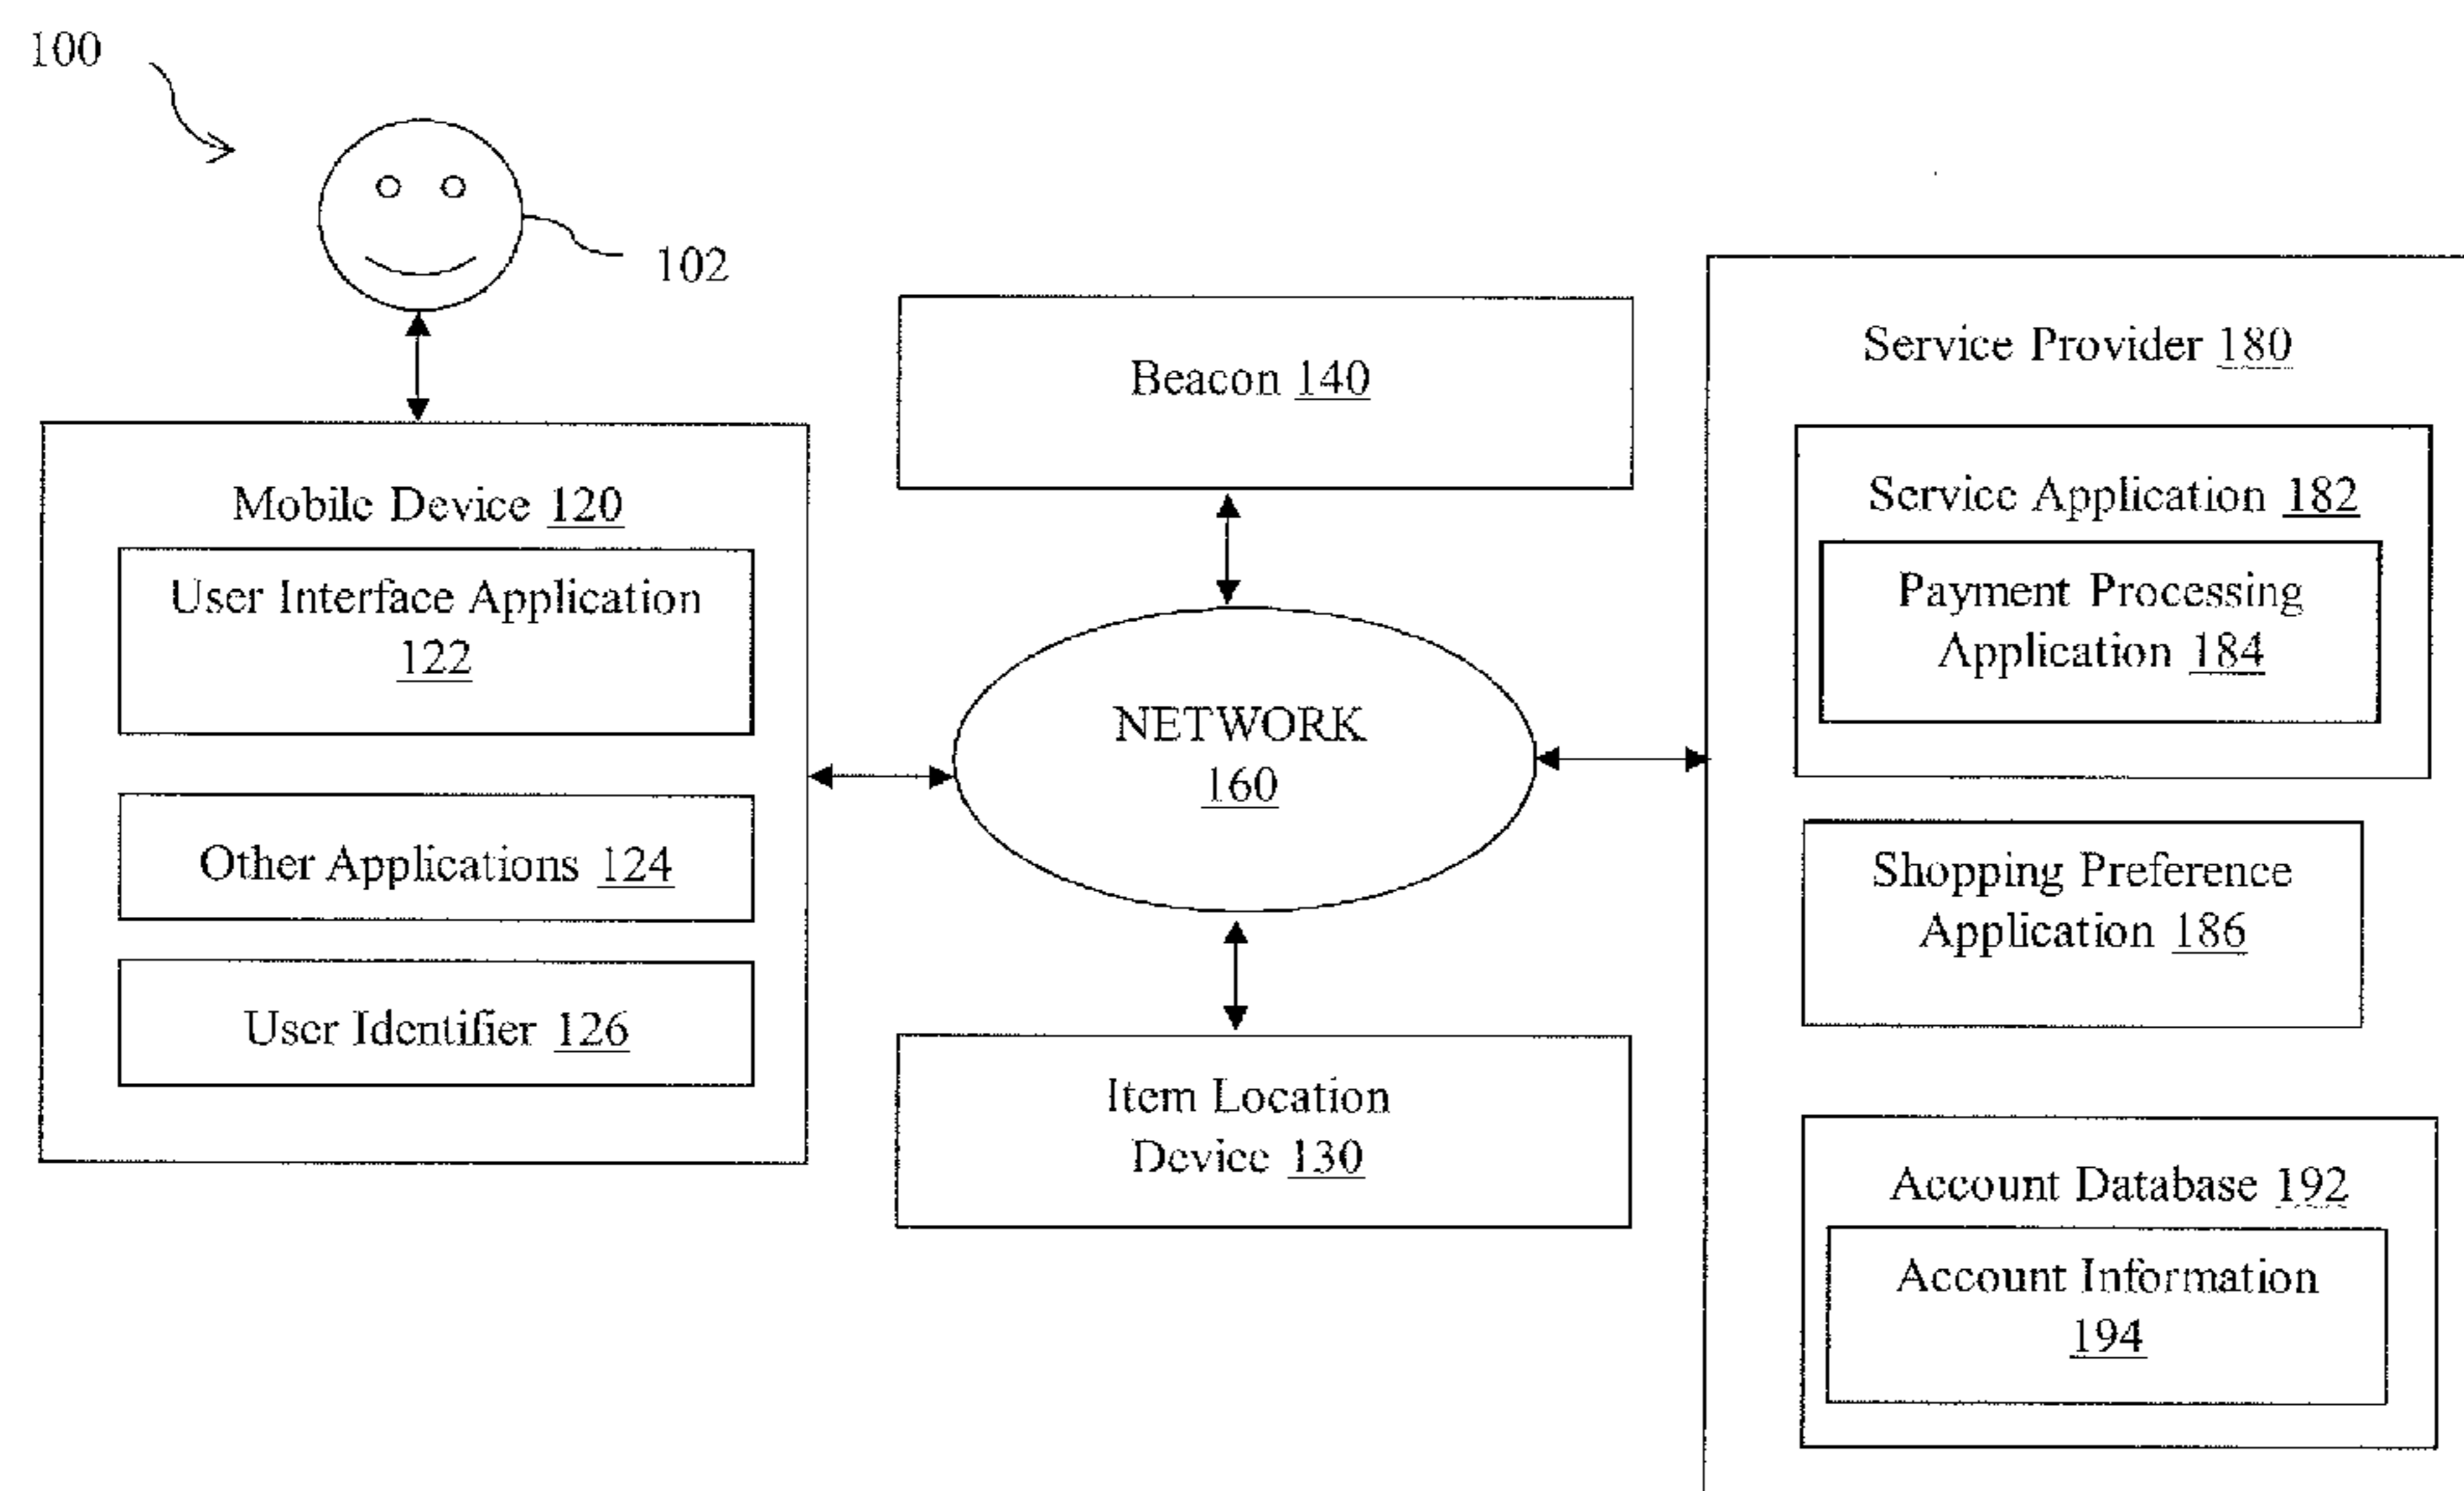 100
102
Mobile Device 120
User Interface Application
122
Other Applications 124
User Identifier 126
Beacon 140
NETWORK
160
Item Location
Device 130
Service Provider 180
Service Application 182
Payment Processing
Application 184
Shopping Preference
Application 186
Account Database 192
Account Information
194